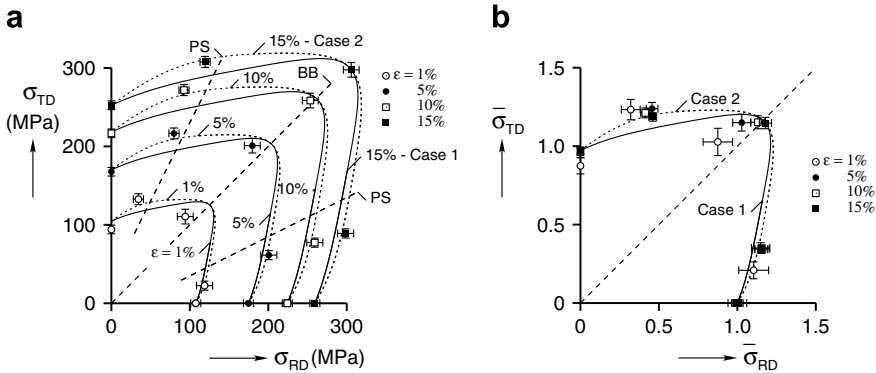 a
300
200
100
0
0
100
200
300
σTD
(MPa)
σRD (MPa)
PS
15% - Case 2
10%
BB
5%
1%
ε = 1%
5%
10%
15% - Case 1
PS
ε = 1%
5%
10%
15%
b
1.5
1.0
0.5
0
0
0.5
1.0
1.5
σ̅TD
σ̅RD
Case 2
Case 1
ε = 1%
5%
10%
15%